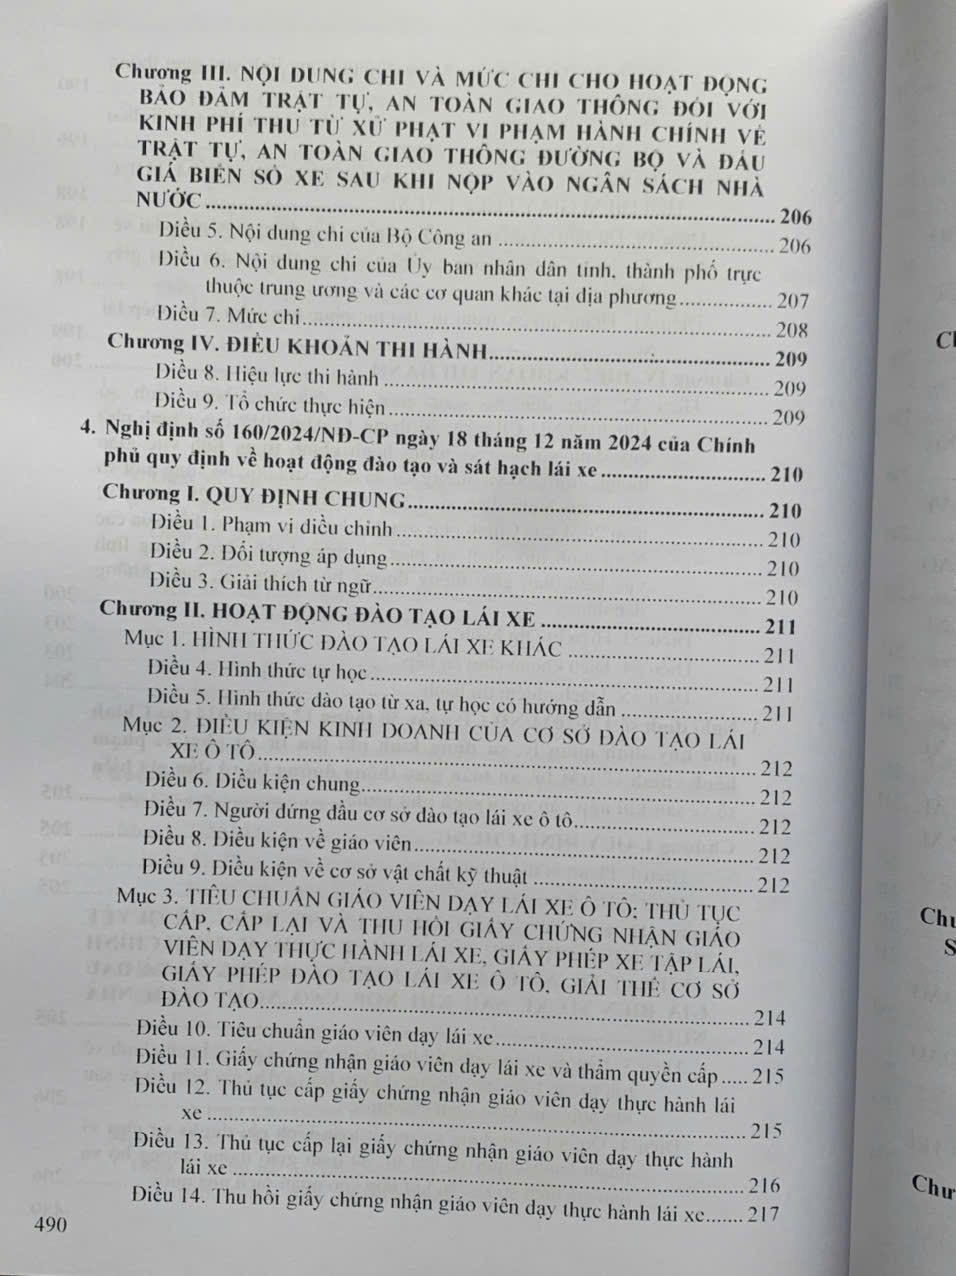 Chương III. NỘI DUNG CHI VÀ MỨC CHI CHO HOẠT ĐỘNG
BẢO ĐẢM TRẬT TỰ, AN TOÀN GIAO THÔNG ĐỐI VỚI
KINH PHÍ THU TỪ XỬ PHẠT VI PHẠM HÀNH CHÍNH VỀ
TRẬT TỰ, AN TOÀN GIAO THÔNG ĐƯỜNG BỘ VÀ ĐẤU
GIÁ BIỂN SỐ XE SAU KHI NỘP VÀO NGÂN SÁCH NHÀ
NƯỚC ........ 206
Điều 5. Nội dung chi của Bộ Công an ........ 206
Điều 6. Nội dung chi của Ủy ban nhân dân tỉnh, thành phố trực
thuộc trung ương và các cơ quan khác tại địa phương ........ 207
Điều 7. Mức chi ........ 208
Chương IV. ĐIỀU KHOẢN THI HÀNH ........ 209
Điều 8. Hiệu lực thi hành ........ 209
Điều 9. Tổ chức thực hiện ........ 209
4. Nghị định số 160/2024/NĐ-CP ngày 18 tháng 12 năm 2024 của Chính
phủ quy định về hoạt động đào tạo và sát hạch lái xe ........ 210
Chương I. QUY ĐỊNH CHUNG ........ 210
Điều 1. Phạm vi điều chỉnh ........ 210
Điều 2. Đối tượng áp dụng ........ 210
Điều 3. Giải thích từ ngữ ........ 210
Chương II. HOẠT ĐỘNG ĐÀO TẠO LÁI XE ........ 211
Mục 1. HÌNH THỨC ĐÀO TẠO LÁI XE KHÁC ........ 211
Điều 4. Hình thức tự học ........ 211
Điều 5. Hình thức đào tạo từ xa, tự học có hướng dẫn ........ 211
Mục 2. ĐIỀU KIỆN KINH DOANH CỦA CƠ SỞ ĐÀO TẠO LÁI
XE Ô TÔ ........ 212
Điều 6. Điều kiện chung ........ 212
Điều 7. Người đứng đầu cơ sở đào tạo lái xe ô tô ........ 212
Điều 8. Điều kiện về giáo viên ........ 212
Điều 9. Điều kiện về cơ sở vật chất kỹ thuật ........ 212
Mục 3. TIÊU CHUẨN GIÁO VIÊN DẠY LÁI XE Ô TÔ; THỦ TỤC
CẤP, CẤP LẠI VÀ THU HỒI GIẤY CHỨNG NHẬN GIÁO
VIÊN DẠY THỰC HÀNH LÁI XE, GIẤY PHÉP XE TẬP LÁI,
GIẤY PHÉP ĐÀO TẠO LÁI XE Ô TÔ, GIẢI THỂ CƠ SỞ
ĐÀO TẠO ........ 214
Điều 10. Tiêu chuẩn giáo viên dạy lái xe ........ 214
Điều 11. Giấy chứng nhận giáo viên dạy lái xe và thẩm quyền cấp ..... 215
Điều 12. Thủ tục cấp giấy chứng nhận giáo viên dạy thực hành lái
xe ........ 215
Điều 13. Thủ tục cấp lại giấy chứng nhận giáo viên dạy thực hành
lái xe ........ 216
Điều 14. Thu hồi giấy chứng nhận giáo viên dạy thực hành lái xe ....... 217
490